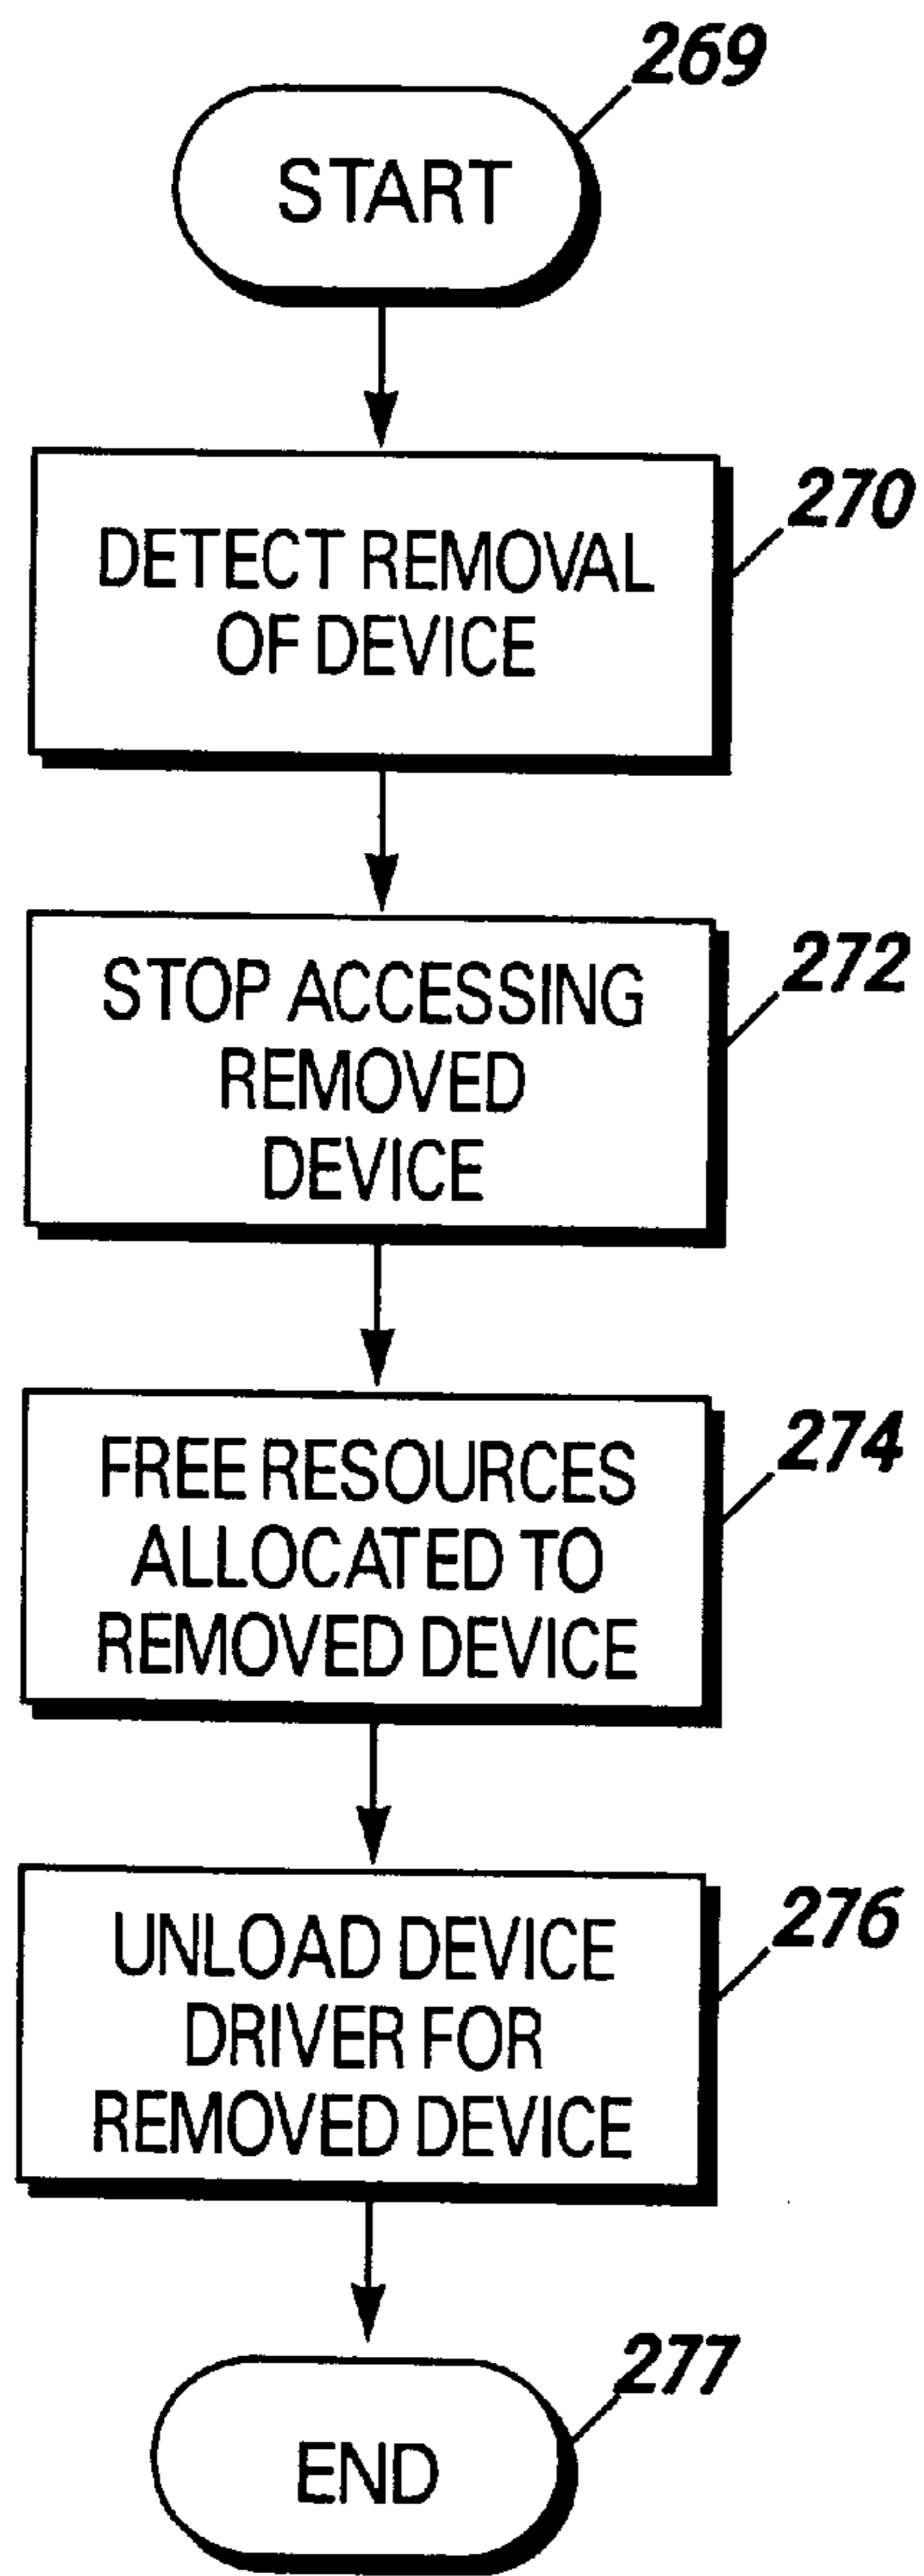 269
START
270
DETECT REMOVAL
OF DEVICE
272
STOP ACCESSING
REMOVED
DEVICE
274
FREE RESOURCES
ALLOCATED TO
REMOVED DEVICE
276
UNLOAD DEVICE
DRIVER FOR
REMOVED DEVICE
277
END